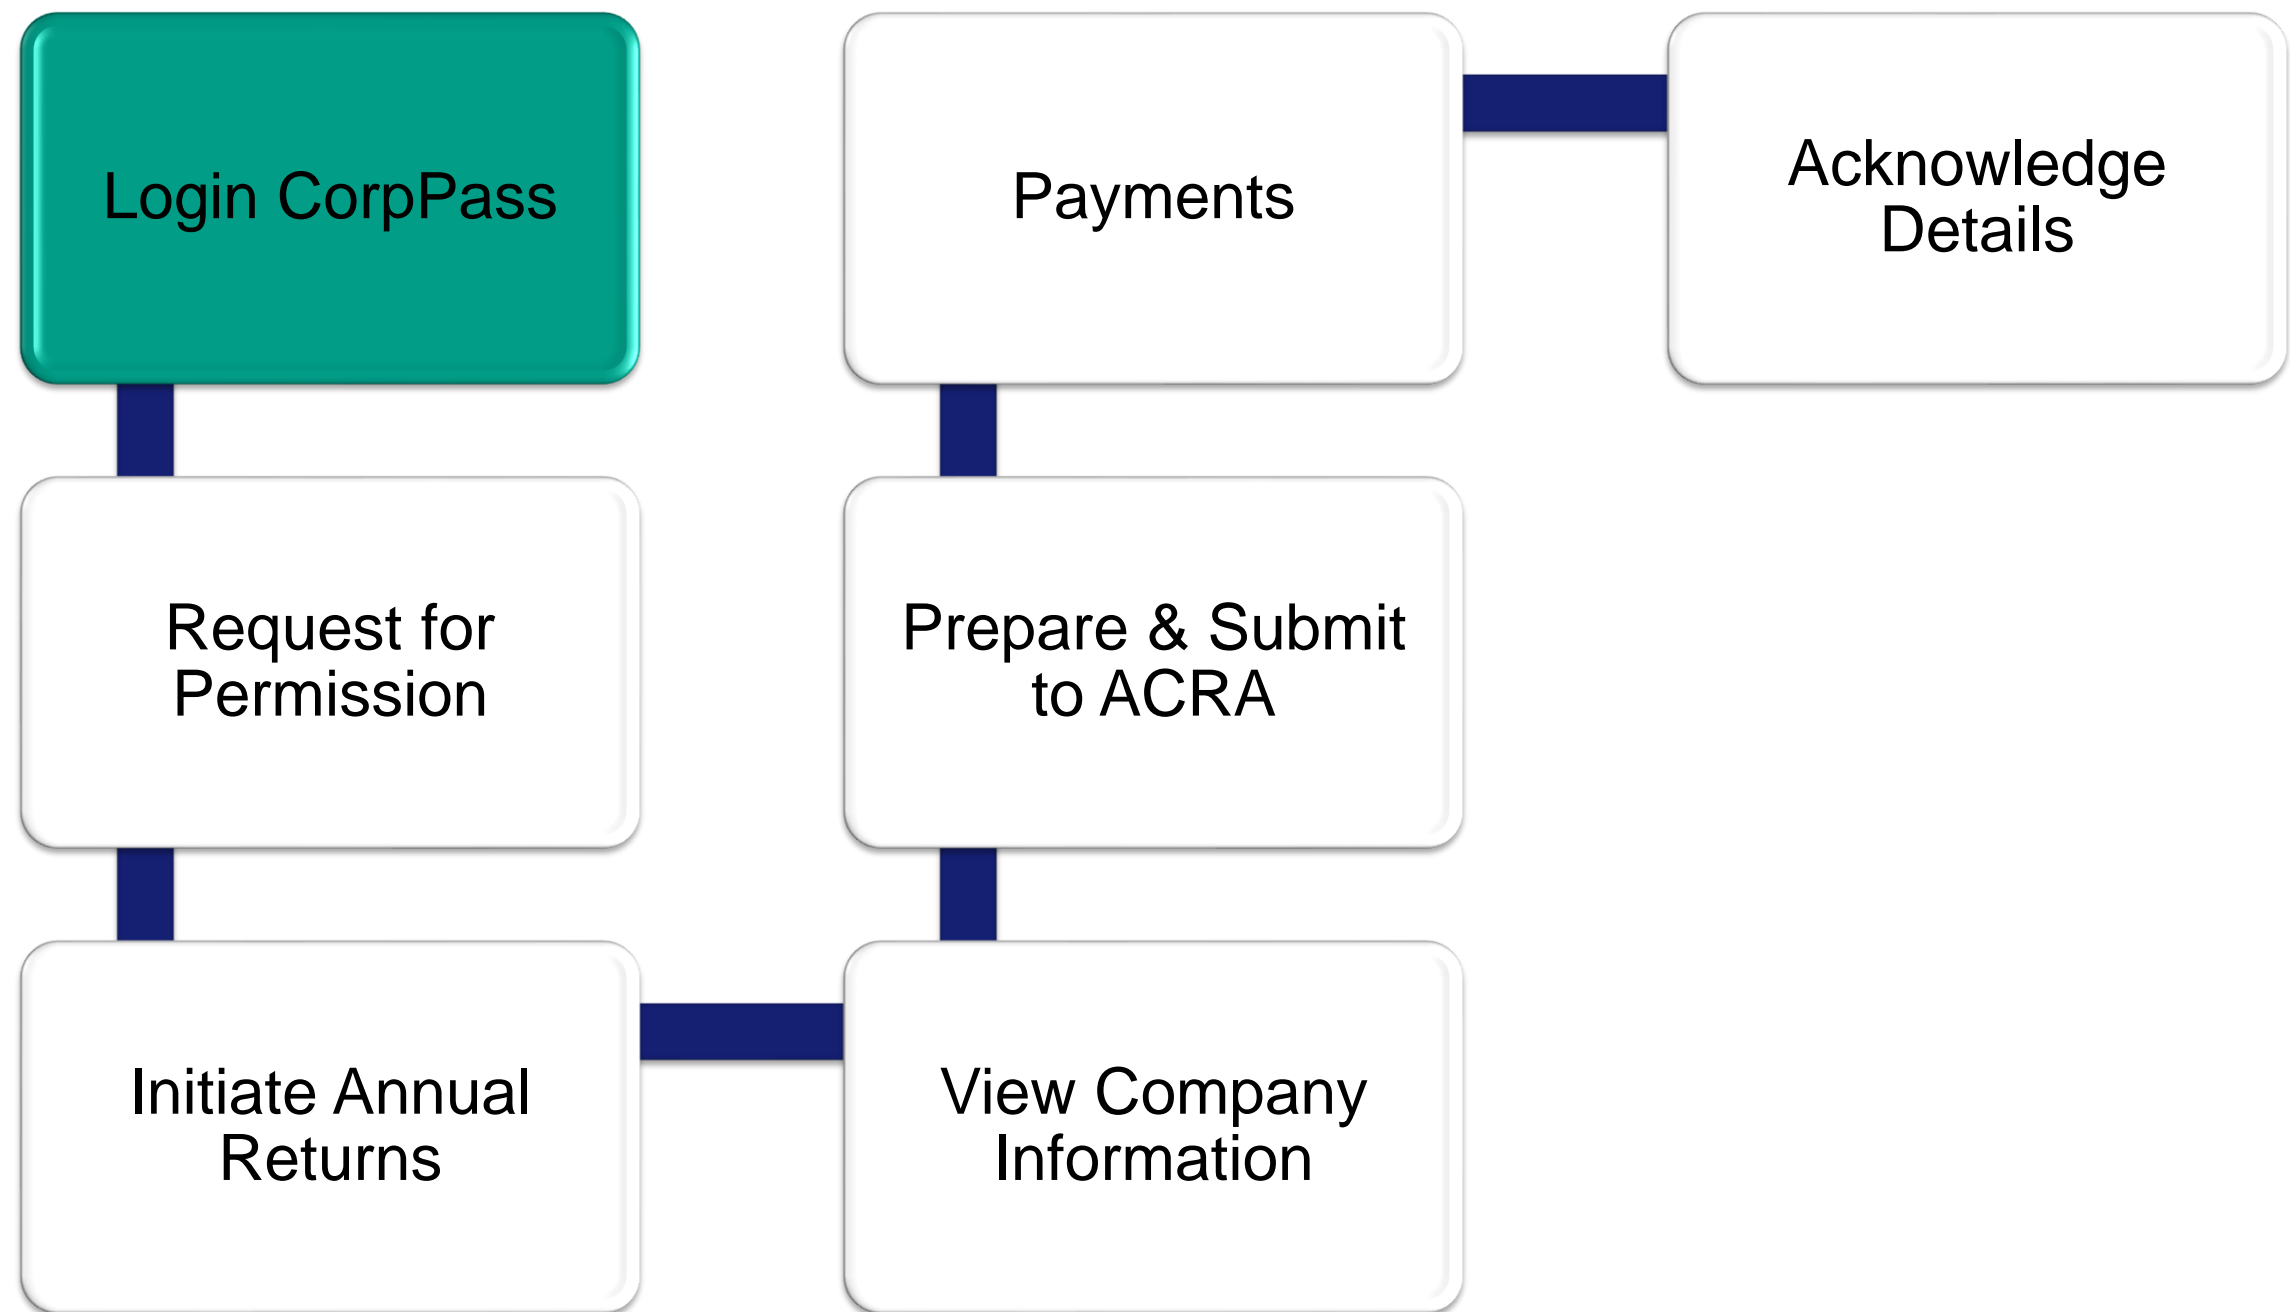 Login CorpPass
Request for
Permission
Initiate Annual
Returns
View Company
Information
Prepare & Submit
to ACRA
Payments
Acknowledge
Details